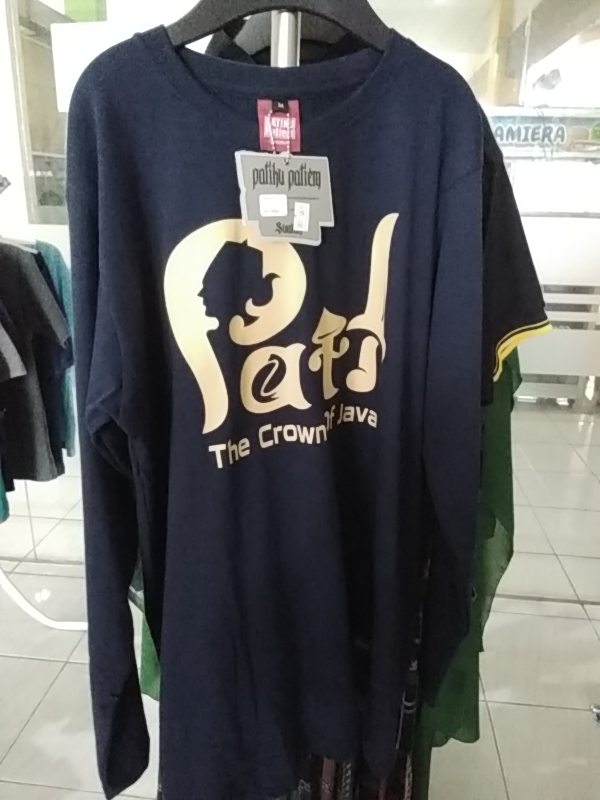 M
patihu patiem
Pati
The Crown Of Java
AMIERA